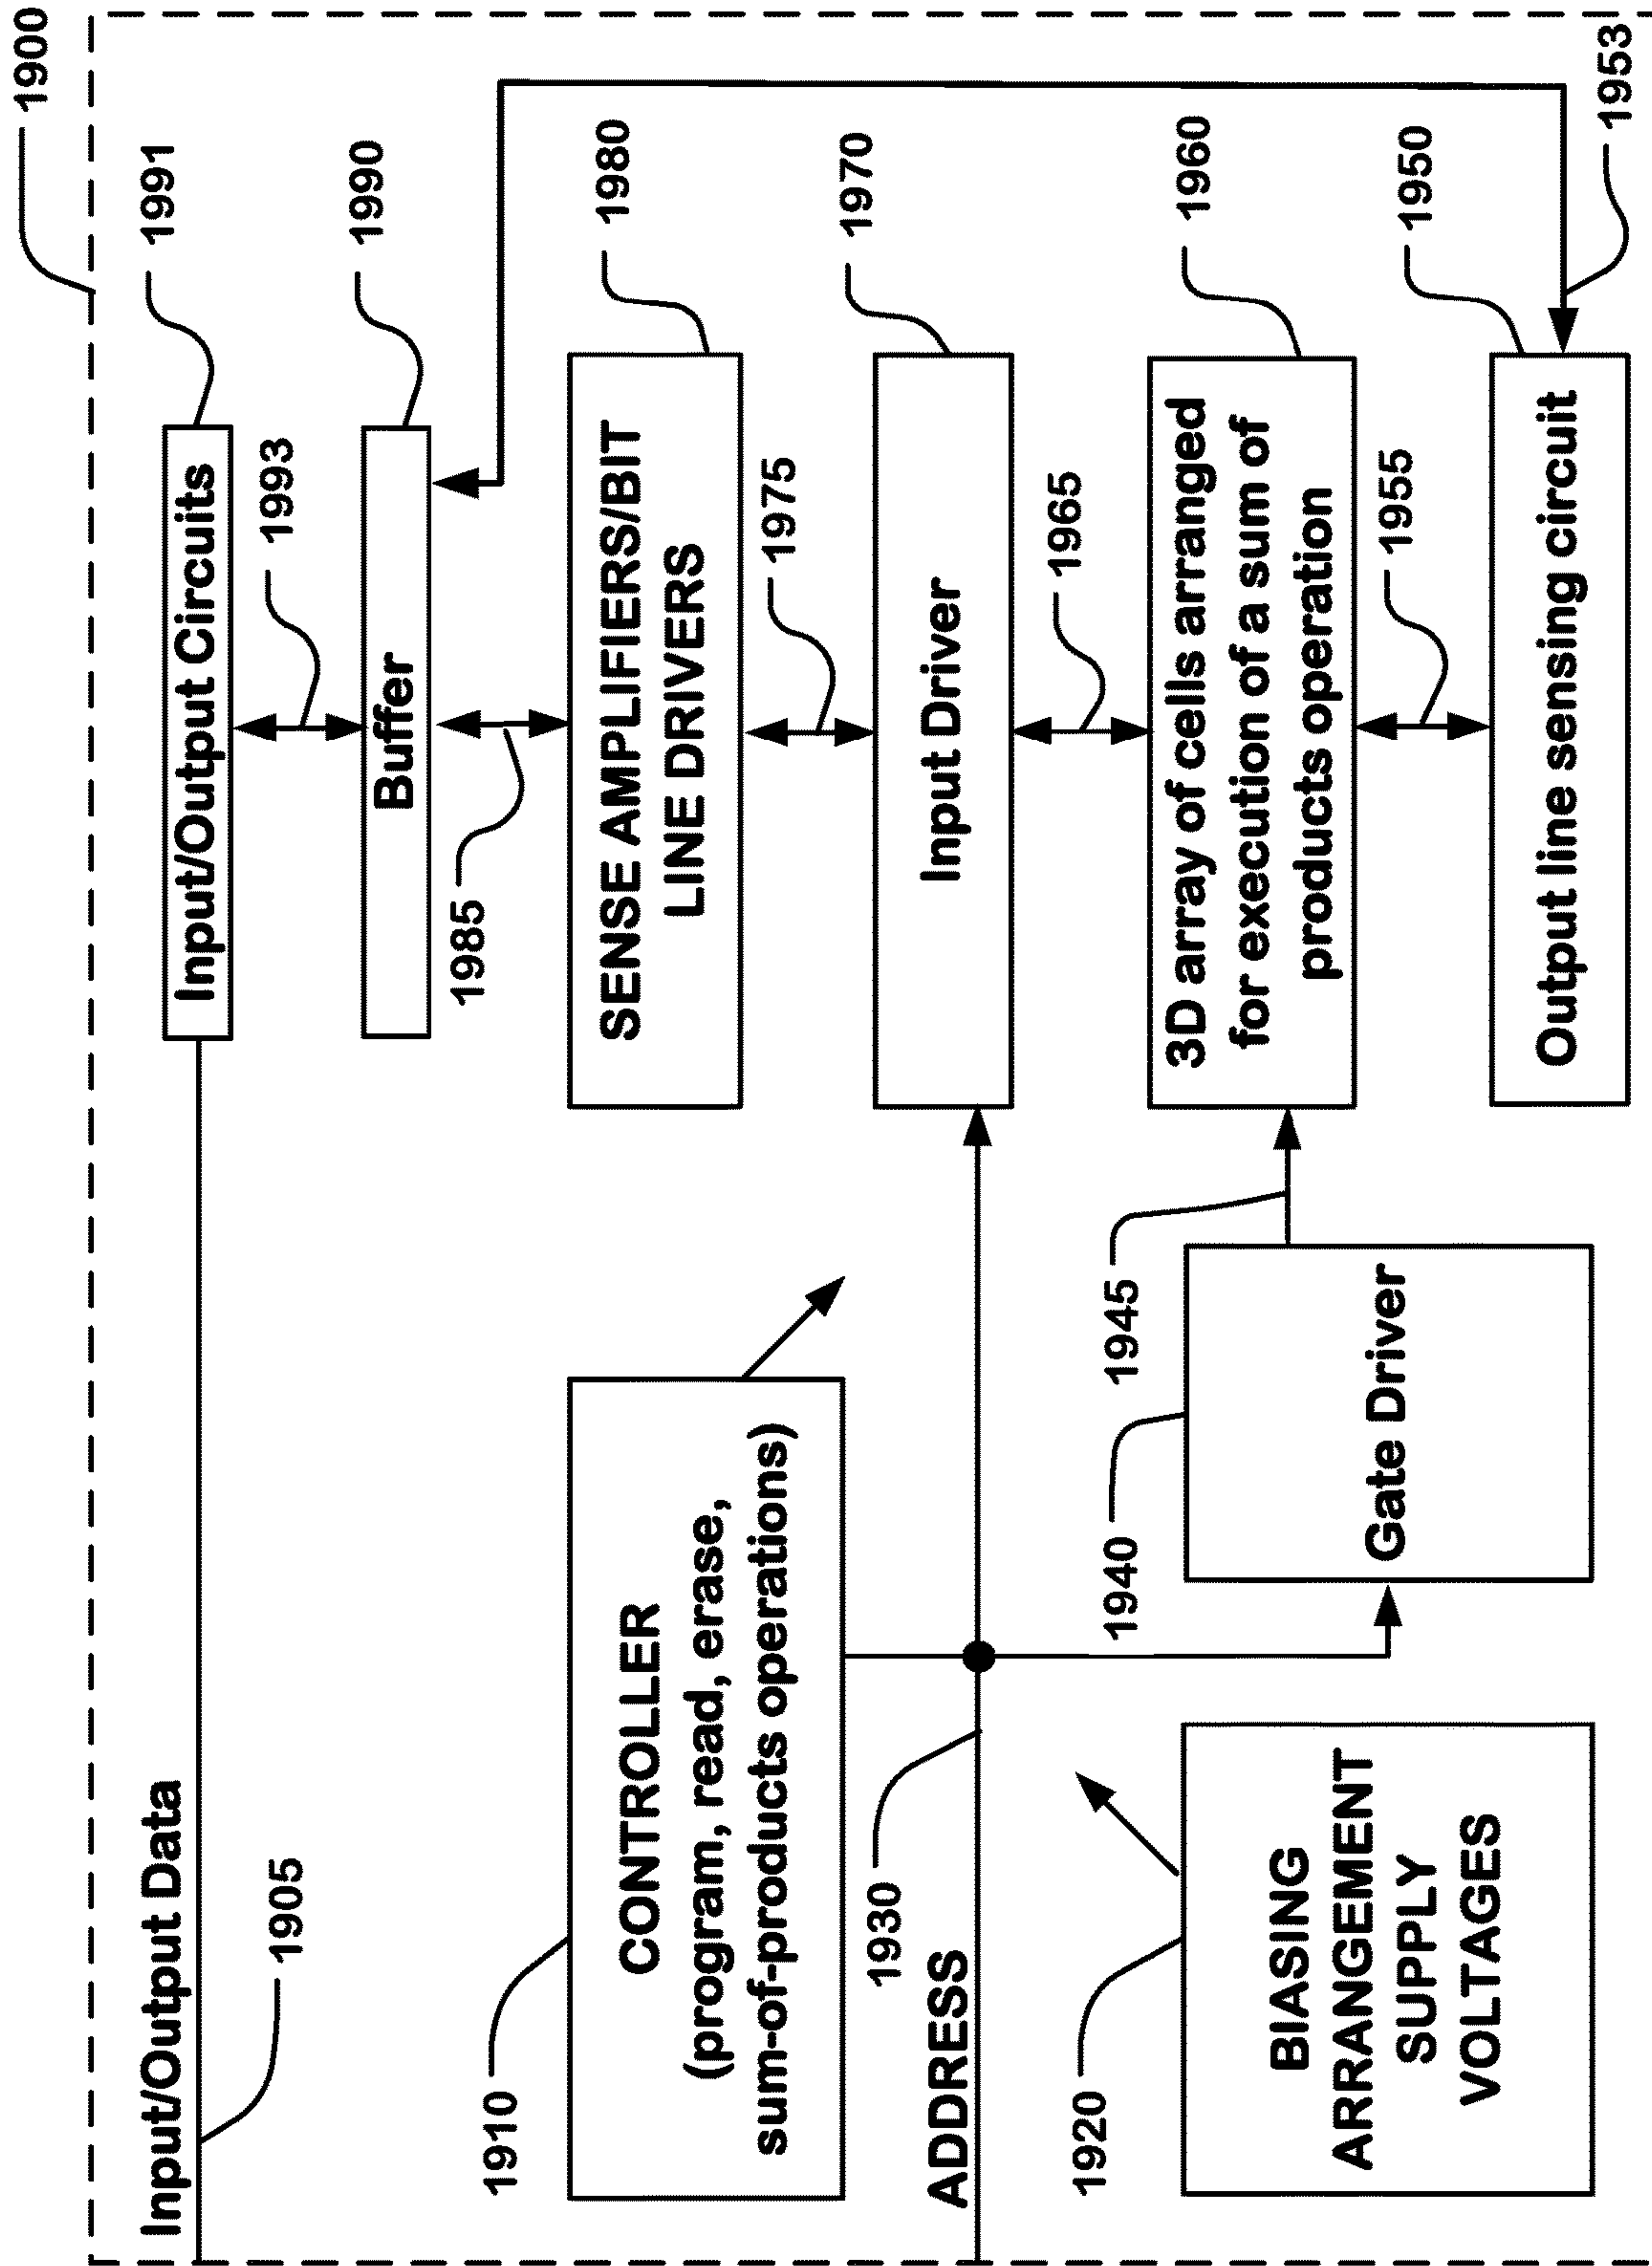 1900
Input/Output Data
1905
Input/Output Circuits
1991
1993
Buffer
1990
1985
1910
CONTROLLER
(program, read, erase,
sum-of-products operations)
SENSE AMPLIFIERS/BIT
LINE DRIVERS
1980
1975
ADDRESS
1930
Input Driver
1970
1965
1920
BIASING
ARRANGEMENT
SUPPLY
VOLTAGES
1940
Gate Driver
1945
3D array of cells arranged
for execution of a sum of
products operation
1960
1955
Output line sensing circuit
1950
1953